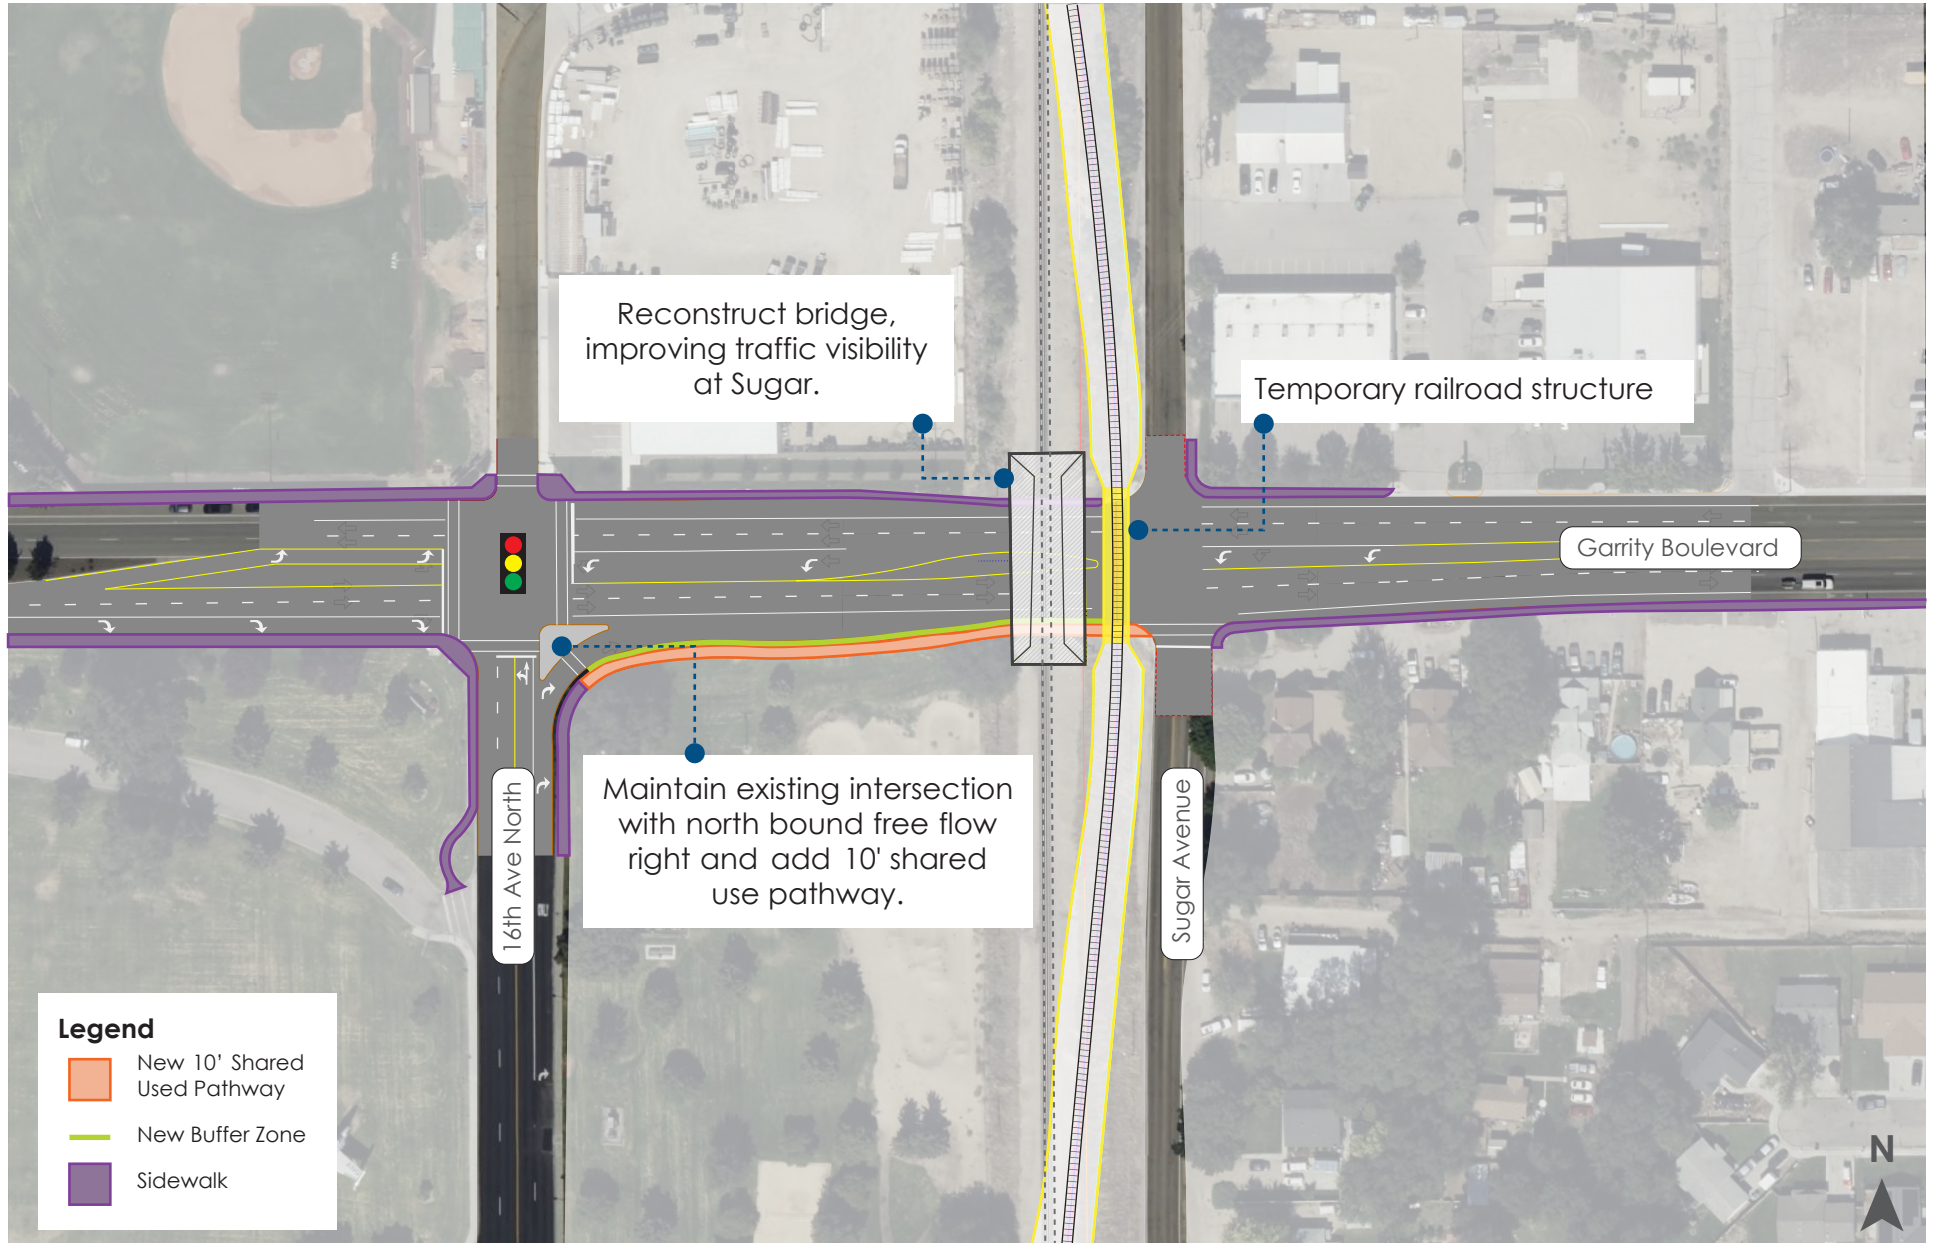 Reconstruct bridge,
improving traffic visibility
at Sugar.
Temporary railroad structure
Garrity Boulevard
Maintain existing intersection
with north bound free flow
right and add 10' shared
use pathway.
16th Ave North
Sugar Avenue
Legend
New 10’ Shared
Used Pathway
New Buffer Zone
Sidewalk
N